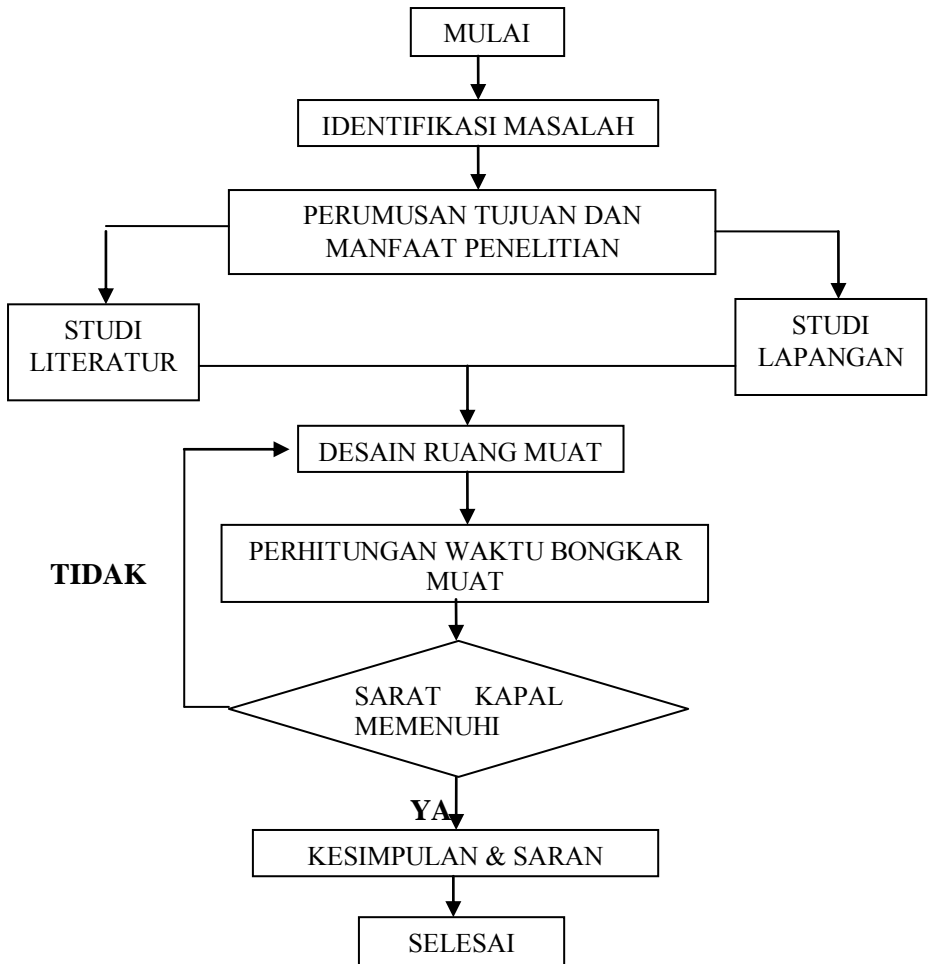 MULAI
IDENTIFIKASI MASALAH
PERUMUSAN TUJUAN DAN
MANFAAT PENELITIAN
STUDI
LITERATUR
STUDI
LAPANGAN
DESAIN RUANG MUAT
PERHITUNGAN WAKTU BONGKAR
MUAT
TIDAK
SARAT KAPAL
MEMENUHI
YA
KESIMPULAN & SARAN
SELESAI